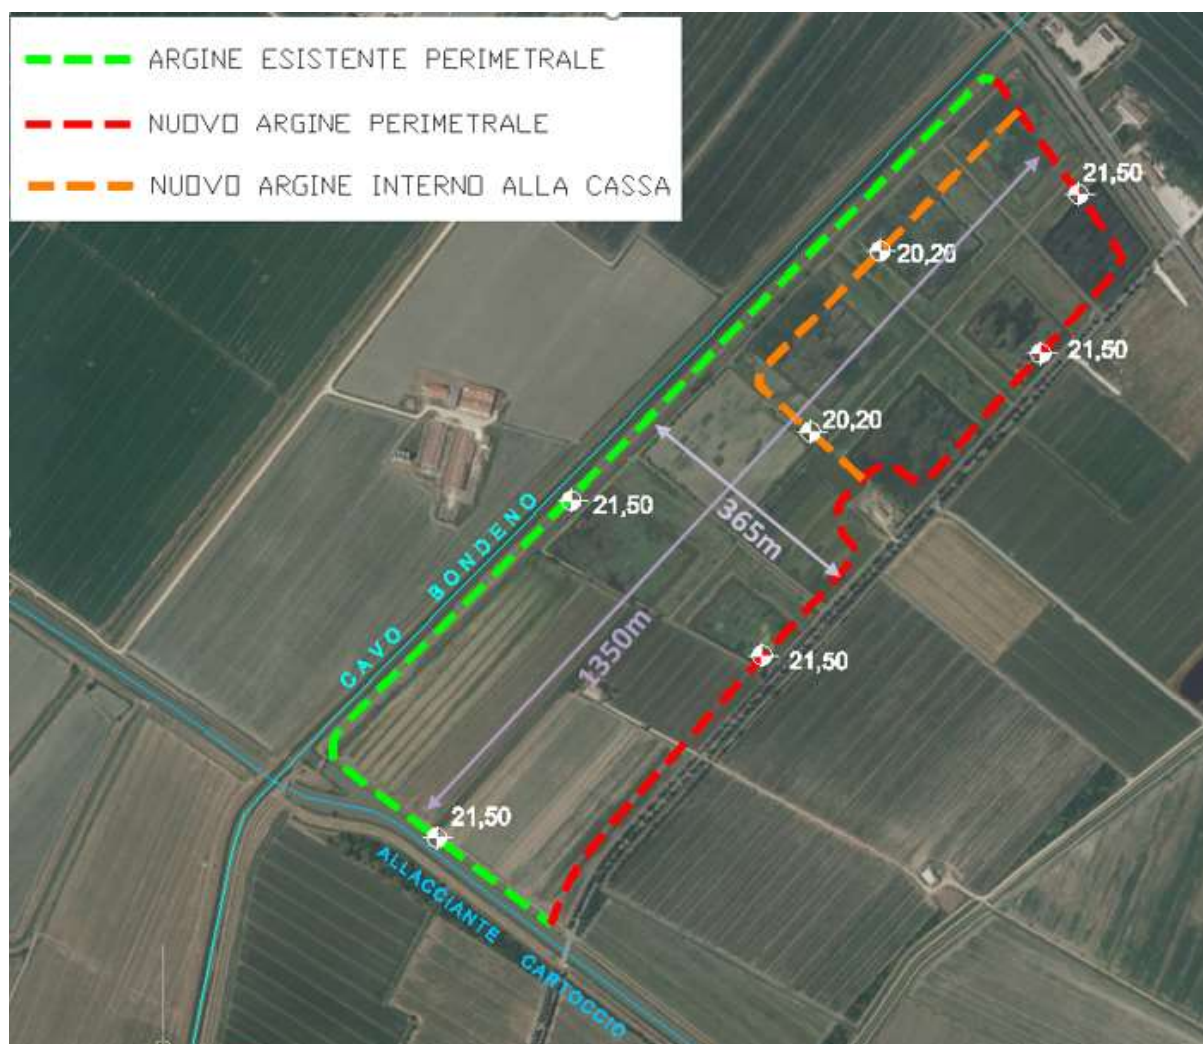 ARGINE ESISTENTE PERIMETRALE
NUOVO ARGINE PERIMETRALE
NUOVO ARGINE INTERNO ALLA CASSA
21,50
20,20
21,50
20,20
21,50
365m
CAVO BONDENO
1350m
21,50
21,50
ALLACCIANTE CARTOCCIO